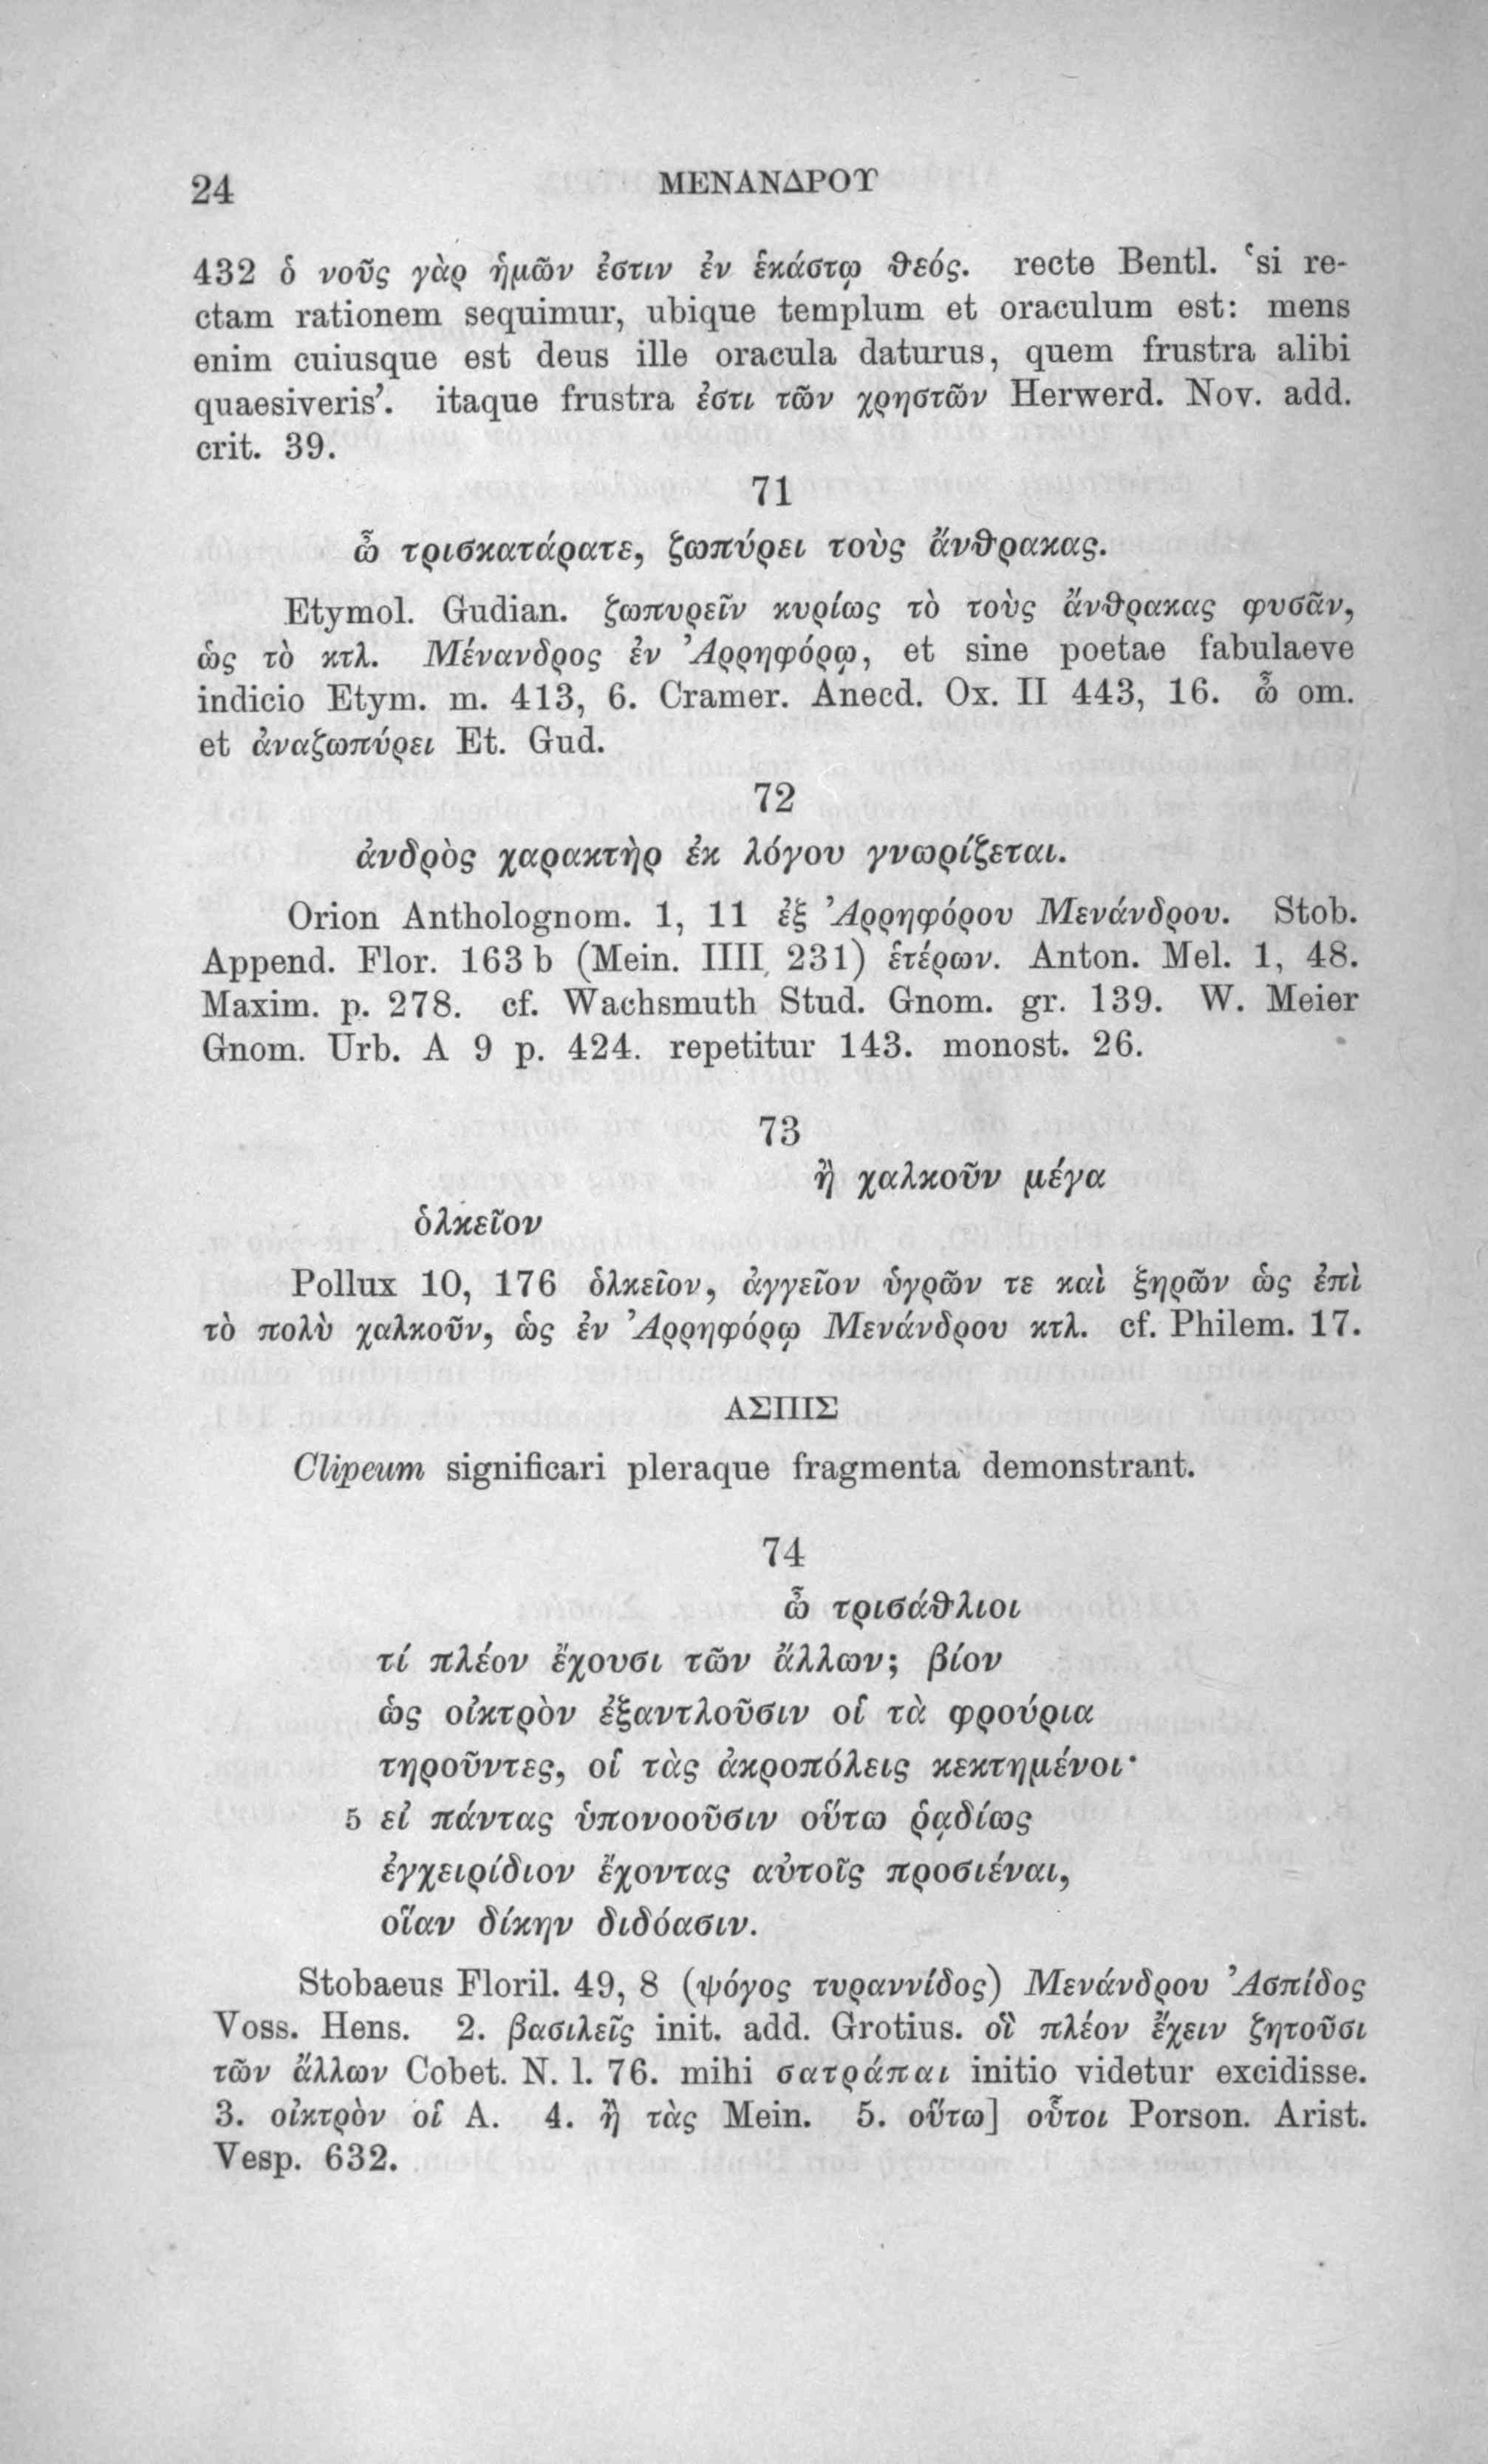 24 ΜΕΝΑΝΔΡΟΥ
432 ὁ νοῦς γὰρ ἡμῶν ἐστιν ἐν ἑκάστῳ θεός. recte Bentl. ‘si re-
ctam rationem sequimur, ubique templum et oraculum est: mens
enim cuiusque est deus ille oracula daturus, quem frustra alibi
quaesiveris’. itaque frustra ἐστι τῶν χρηστῶν Herwerd. Nov. add.
crit. 39.
71
ὦ τρισκατάρατε, ζωπύρει τοὺς ἄνθρακας.
Etymol. Gudian. ζωπυρεῖν κυρίως τὸ τοὺς ἄνθρακας φυσᾶν,
ὡς τὸ κτλ. Μένανδρος ἐν Ἀρρηφόρῳ, et sine poetae fabulaeve
indicio Etym. m. 413, 6. Cramer. Anecd. Ox. II 443, 16. ὦ om.
et ἀναζωπύρει Et. Gud.
72
ἀνδρὸς χαρακτὴρ ἐκ λόγου γνωρίζεται.
Orion Antholognom. 1, 11 ἐξ Ἀρρηφόρου Μενάνδρου. Stob.
Append. Flor. 163 b (Mein. IIII, 231) ἑτέρων. Anton. Mel. 1, 48.
Maxim. p. 278. cf. Wachsmuth Stud. Gnom. gr. 139. W. Meier
Gnom. Urb. A 9 p. 424. repetitur 143. monost. 26.
73
ἢ χαλκοῦν μέγα
ὁλκεῖον
Pollux 10, 176 ὁλκεῖον, ἀγγεῖον ὑγρῶν τε καὶ ξηρῶν ὡς ἐπὶ
τὸ πολὺ χαλκοῦν, ὡς ἐν Ἀρρηφόρῳ Μενάνδρου κτλ. cf. Philem. 17.
ΑΣΠΙΣ
Clipeum significari pleraque fragmenta demonstrant.
74
ὦ τρισάθλιοι
τί πλέον ἔχουσι τῶν ἄλλων; βίον
ὡς οἰκτρὸν ἐξαντλοῦσιν οἱ τὰ φρούρια
τηροῦντες, οἱ τὰς ἀκροπόλεις κεκτημένοι·
5 εἰ πάντας ὑπονοοῦσιν οὕτω ῥᾳδίως
ἐγχειρίδιον ἔχοντας αὑτοῖς προσιέναι,
οἵαν δίκην διδόασιν.
Stobaeus Floril. 49, 8 (ψόγος τυραννίδος) Μενάνδρου Ἀσπίδος
Voss. Hens. 2. βασιλεῖς init. add. Grotius. οἳ πλέον ἔχειν ζητοῦσι
τῶν ἄλλων Cobet. N. l. 76. mihi σατράπαι initio videtur excidisse.
3. οἰκτρὸν οἱ A. 4. ἢ τὰς Mein. 5. οὕτω] οὗτοι Porson. Arist.
Vesp. 632.